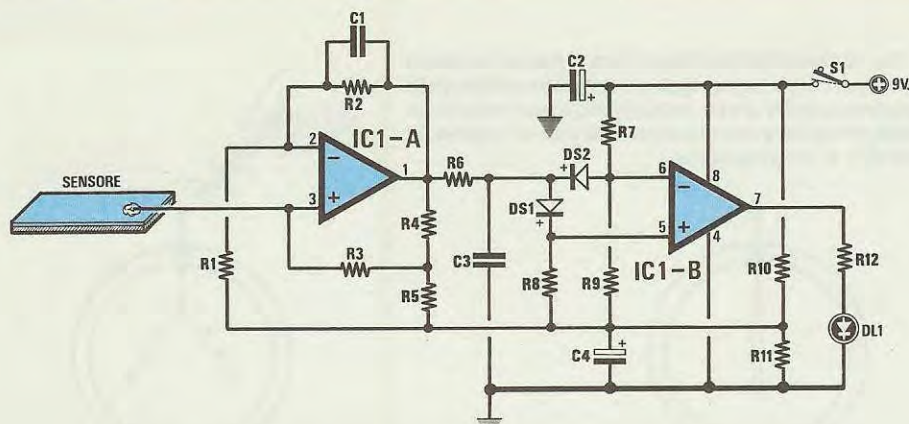 C1
R2
IC1-A
2
3
1
SENSORE
R1
R3
R4
R5
R6
C3
C2
+
R7
DS2
+
DS1
+
R8
R9
C4
+
6
5
8
4
7
IC1-B
S1
9V.
R10
R11
R12
DL1